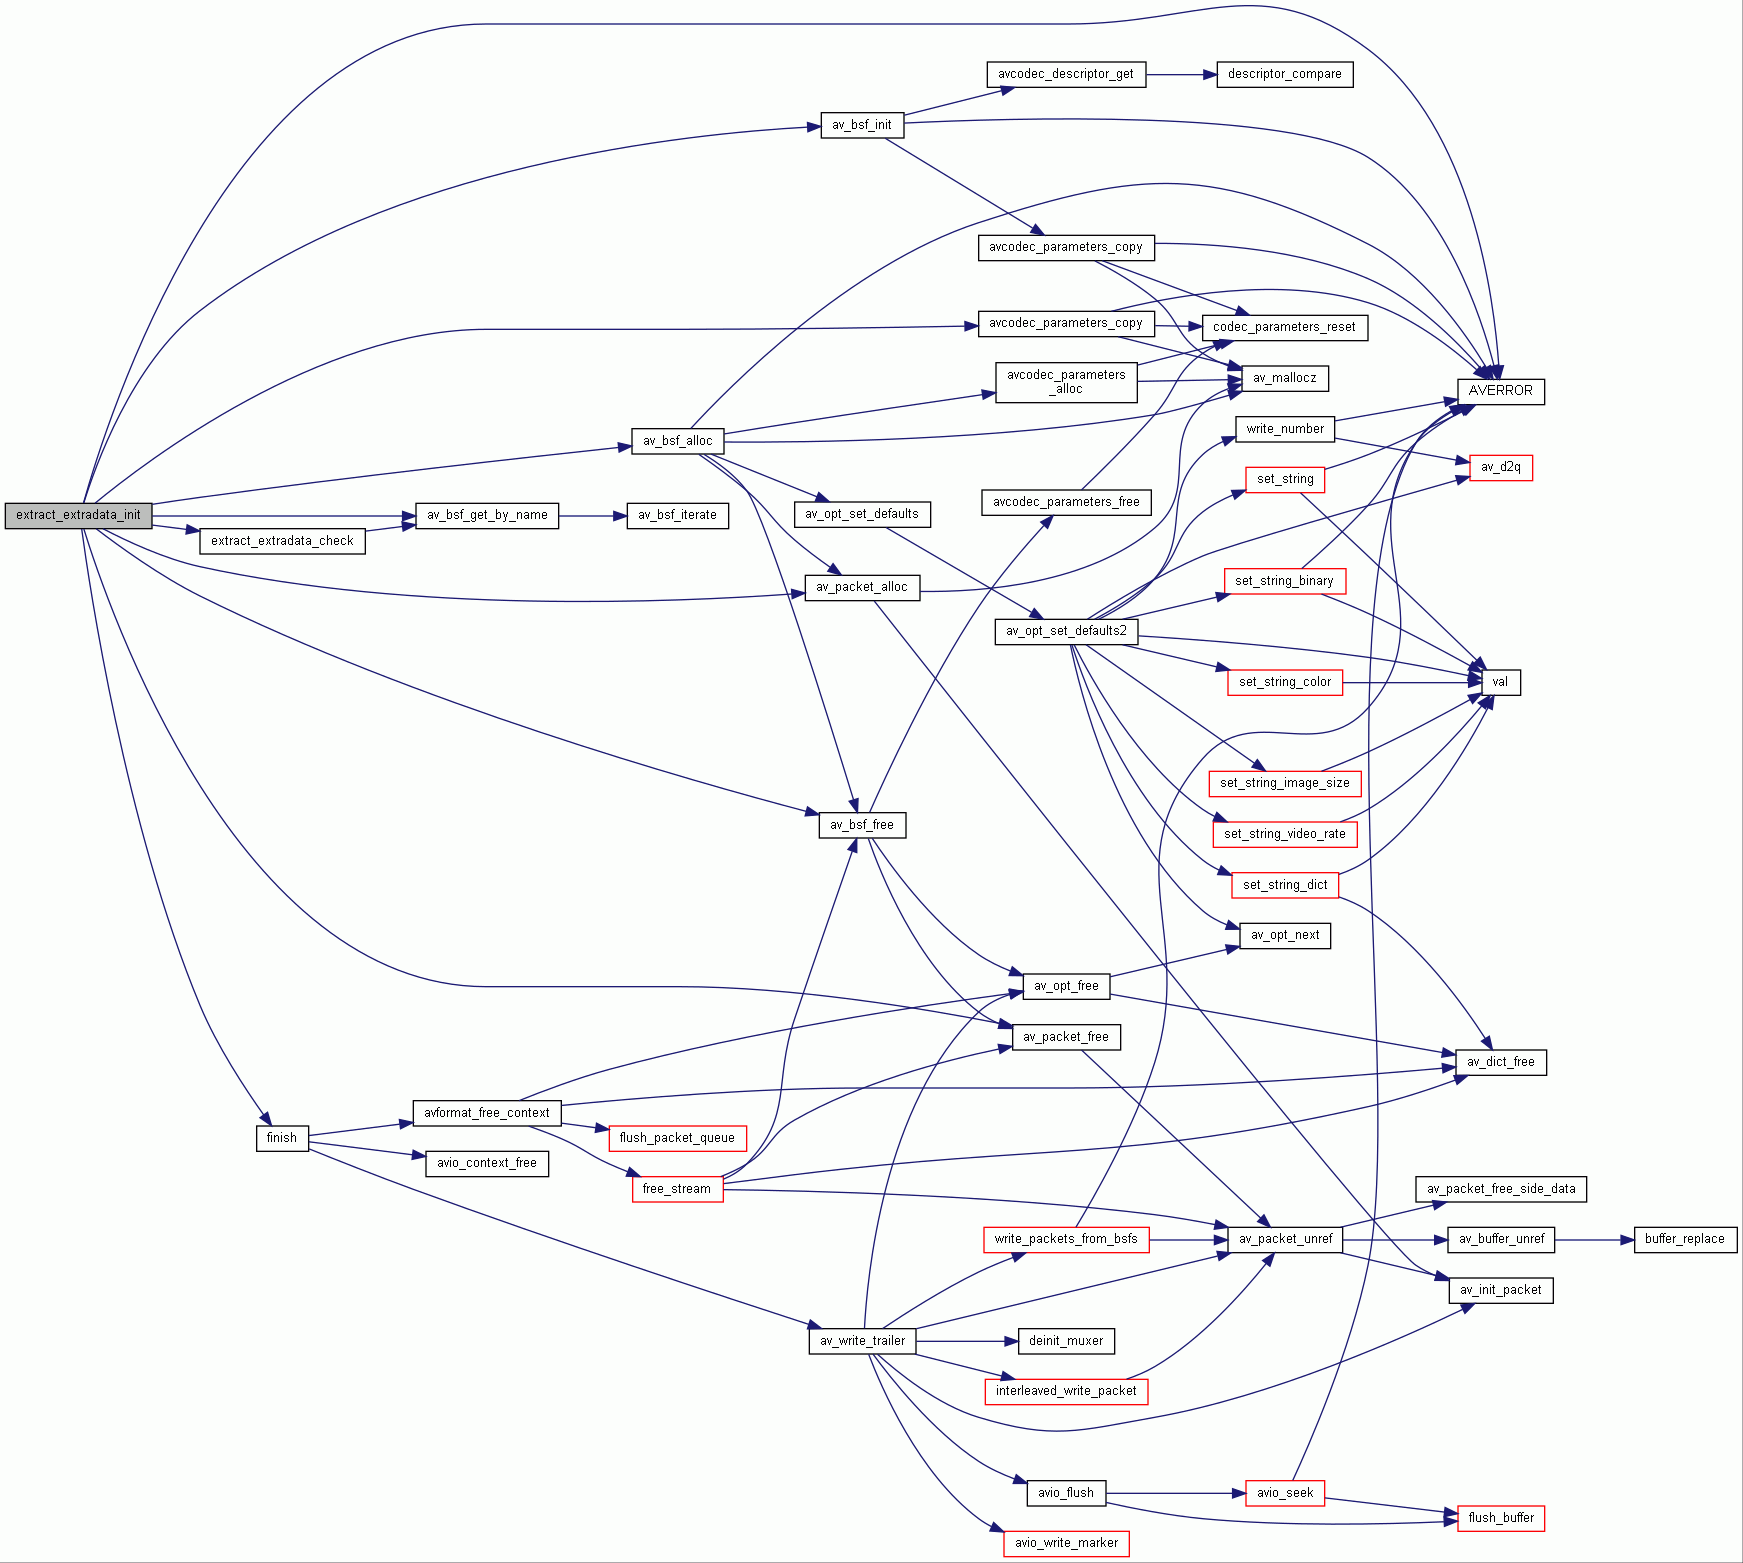 avcodec_descriptor_get
descriptor_compare
av_bsf_init
avcodec_parameters_copy
avcodec_parameters_copy
codec_parameters_reset
avcodec_parameters
_alloc
av_mallocz
AVERROR
write_number
av_bsf_alloc
av_d2q
set_string
avcodec_parameters_free
extract_extradata_init
av_bsf_get_by_name
av_bsf_iterate
av_opt_set_defaults
extract_extradata_check
set_string_binary
av_packet_alloc
av_opt_set_defaults2
set_string_color
val
set_string_image_size
av_bsf_free
set_string_video_rate
set_string_dict
av_opt_next
av_opt_free
av_packet_free
av_dict_free
avformat_free_context
finish
flush_packet_queue
avio_context_free
free_stream
av_packet_free_side_data
write_packets_from_bsfs
av_packet_unref
av_buffer_unref
buffer_replace
av_init_packet
av_write_trailer
deinit_muxer
interleaved_write_packet
avio_flush
avio_seek
flush_buffer
avio_write_marker